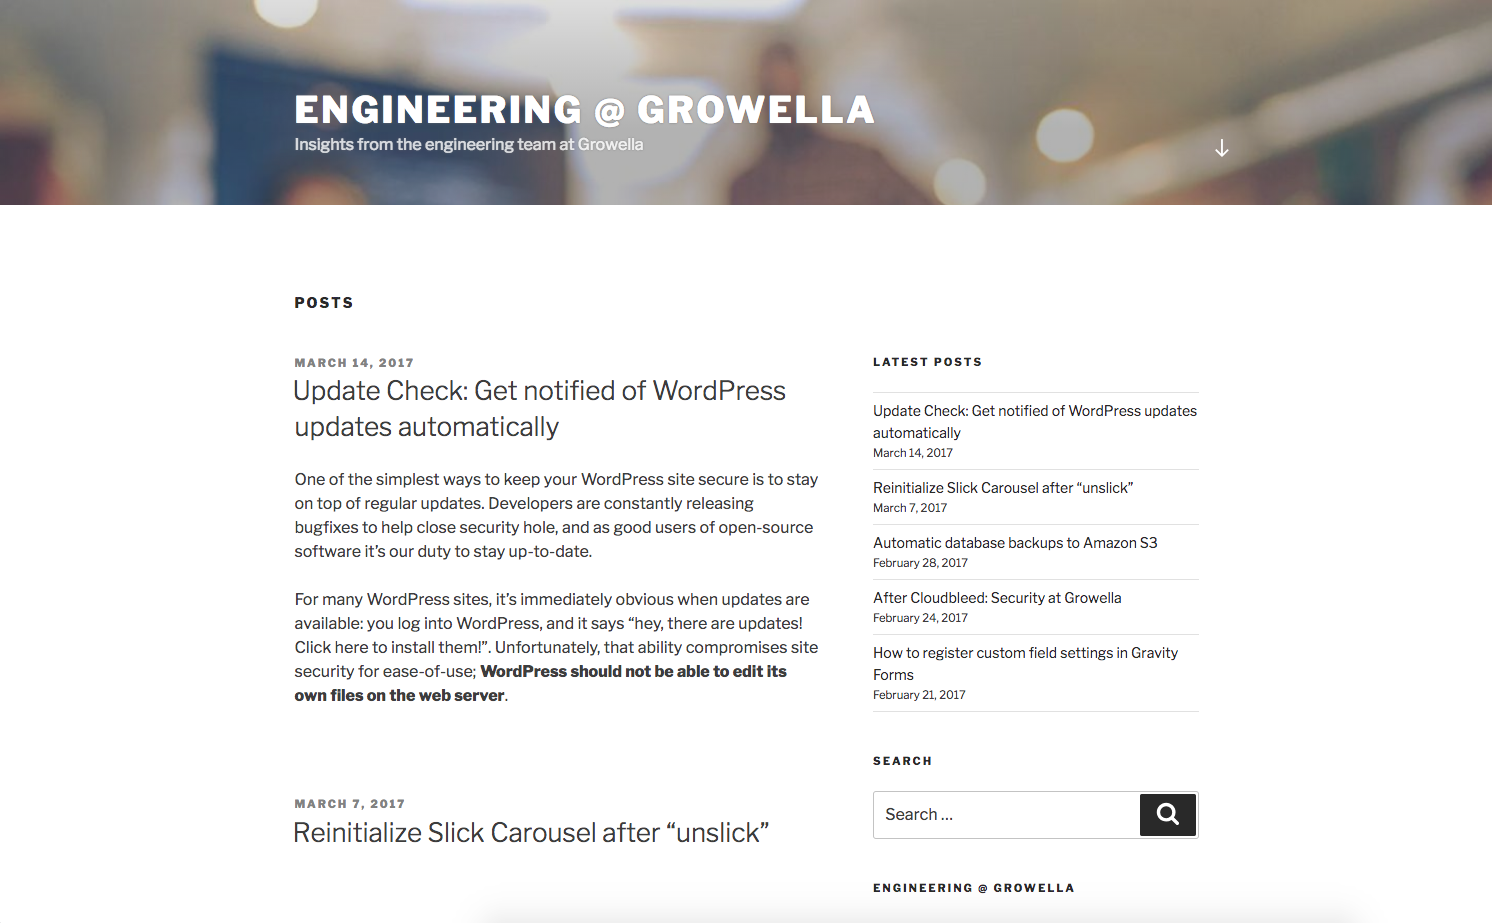 ENGINEERING @ GROWELLA
Insights from the engineering team at Growella
POSTS
MARCH 14, 2017
Update Check: Get notified of WordPress
updates automatically
One of the simplest ways to keep your WordPress site secure is to stay
on top of regular updates. Developers are constantly releasing
bugfixes to help close security hole, and as good users of open-source
software it’s our duty to stay up-to-date.
For many WordPress sites, it’s immediately obvious when updates are
available: you log into WordPress, and it says “hey, there are updates!
Click here to install them!”. Unfortunately, that ability compromises site
security for ease-of-use; WordPress should not be able to edit its
own files on the web server.
MARCH 7, 2017
Reinitialize Slick Carousel after “unslick”
LATEST POSTS
Update Check: Get notified of WordPress updates
automatically
March 14, 2017
Reinitialize Slick Carousel after “unslick”
March 7, 2017
Automatic database backups to Amazon S3
February 28, 2017
After Cloudbleed: Security at Growella
February 24, 2017
How to register custom field settings in Gravity
Forms
February 21, 2017
SEARCH
Search ...
ENGINEERING @ GROWELLA